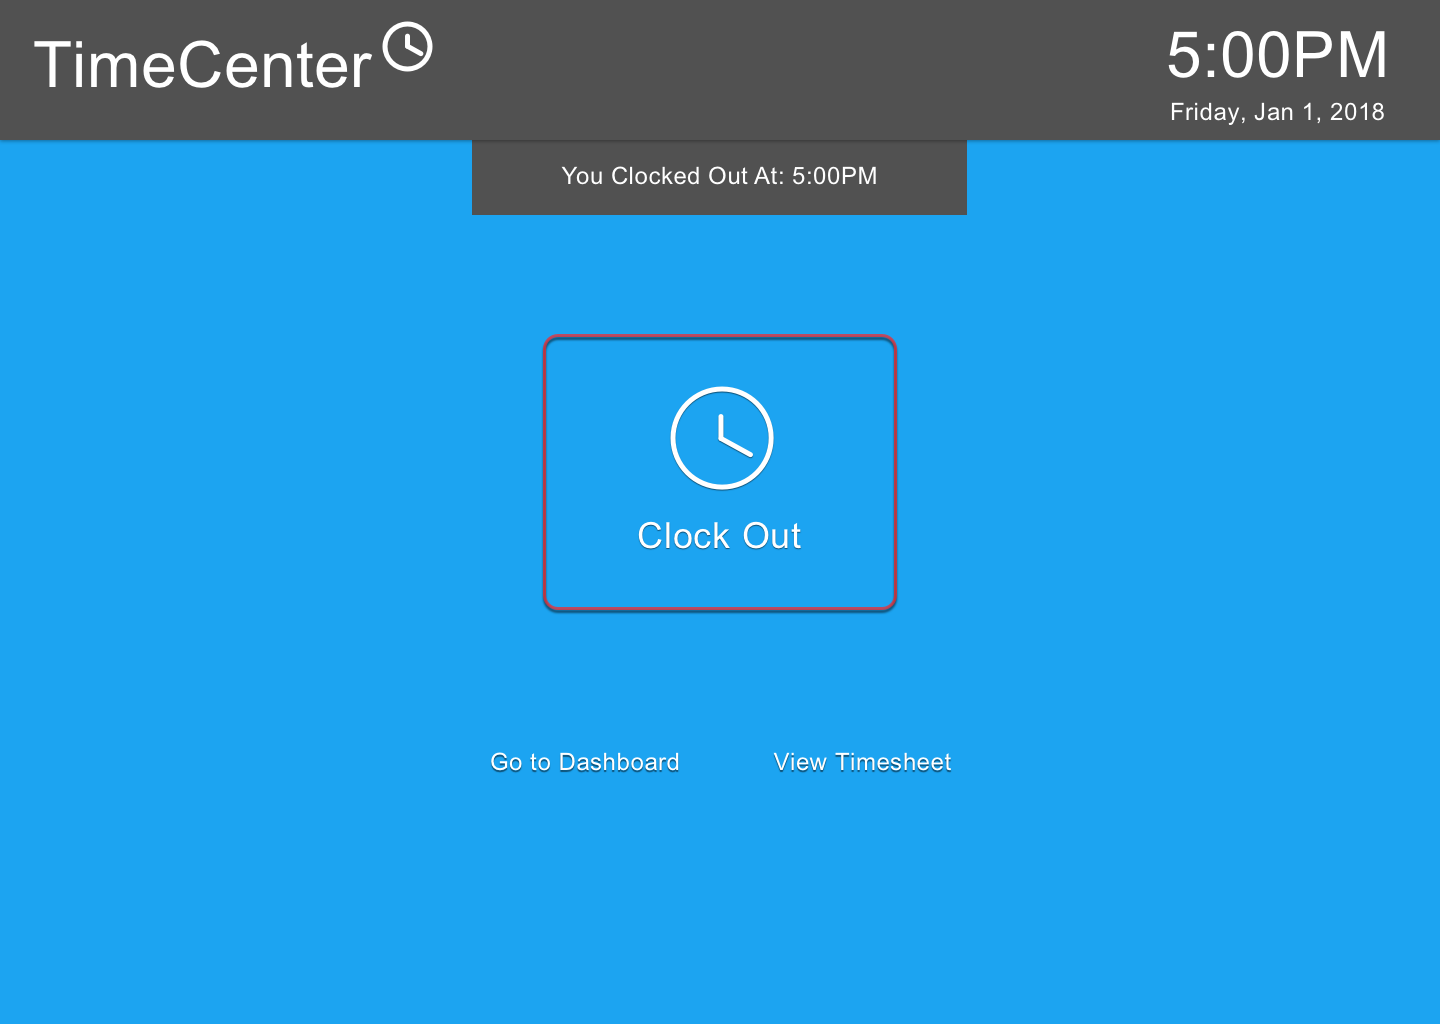 TimeCenter
5:00PM
Friday, Jan 1, 2018
You Clocked Out At: 5:00PM
Clock Out
Go to Dashboard
View Timesheet